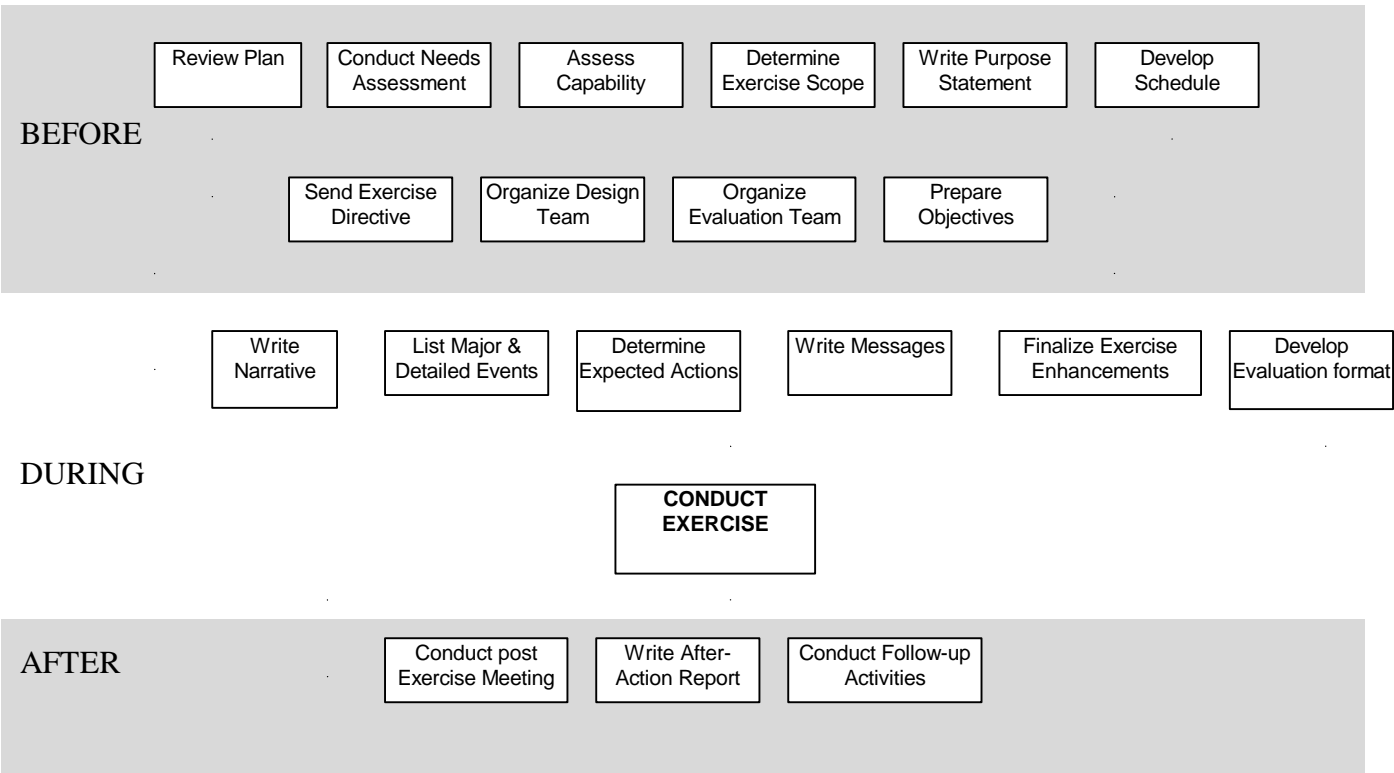 Review Plan
Conduct Needs
Assessment
Assess
Capability
Determine
Exercise Scope
Write Purpose
Statement
Develop
Schedule
BEFORE
Send Exercise
Directive
Organize Design
Team
Organize
Evaluation Team
Prepare
Objectives
Write
Narrative
List Major &
Detailed Events
Determine
Expected Actions
Write Messages
Finalize Exercise
Enhancements
Develop
Evaluation format
DURING
CONDUCT
EXERCISE
AFTER
Conduct post
Exercise Meeting
Write After-
Action Report
Conduct Follow-up
Activities